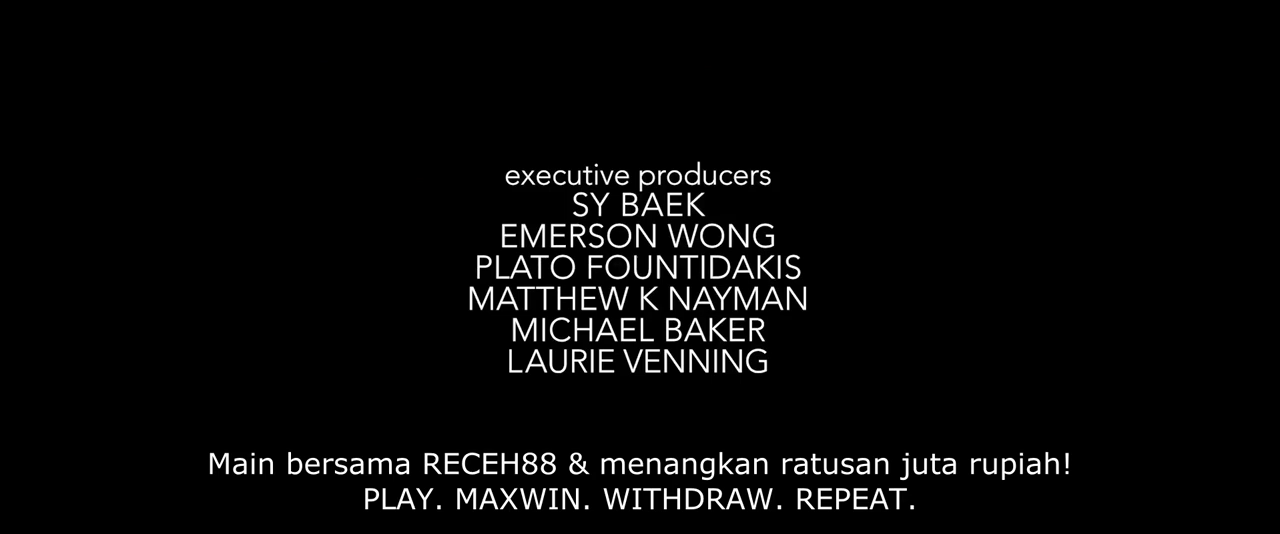 executive producers
SY BAEK
EMERSON WONG
PLATO FOUNTIDAKIS
MATTHEW K NAYMAN
MICHAEL BAKER
LAURIE VENNING
Main bersama RECEH88 & menangkan ratusan juta rupiah!
PLAY. MAXWIN. WITHDRAW. REPEAT.